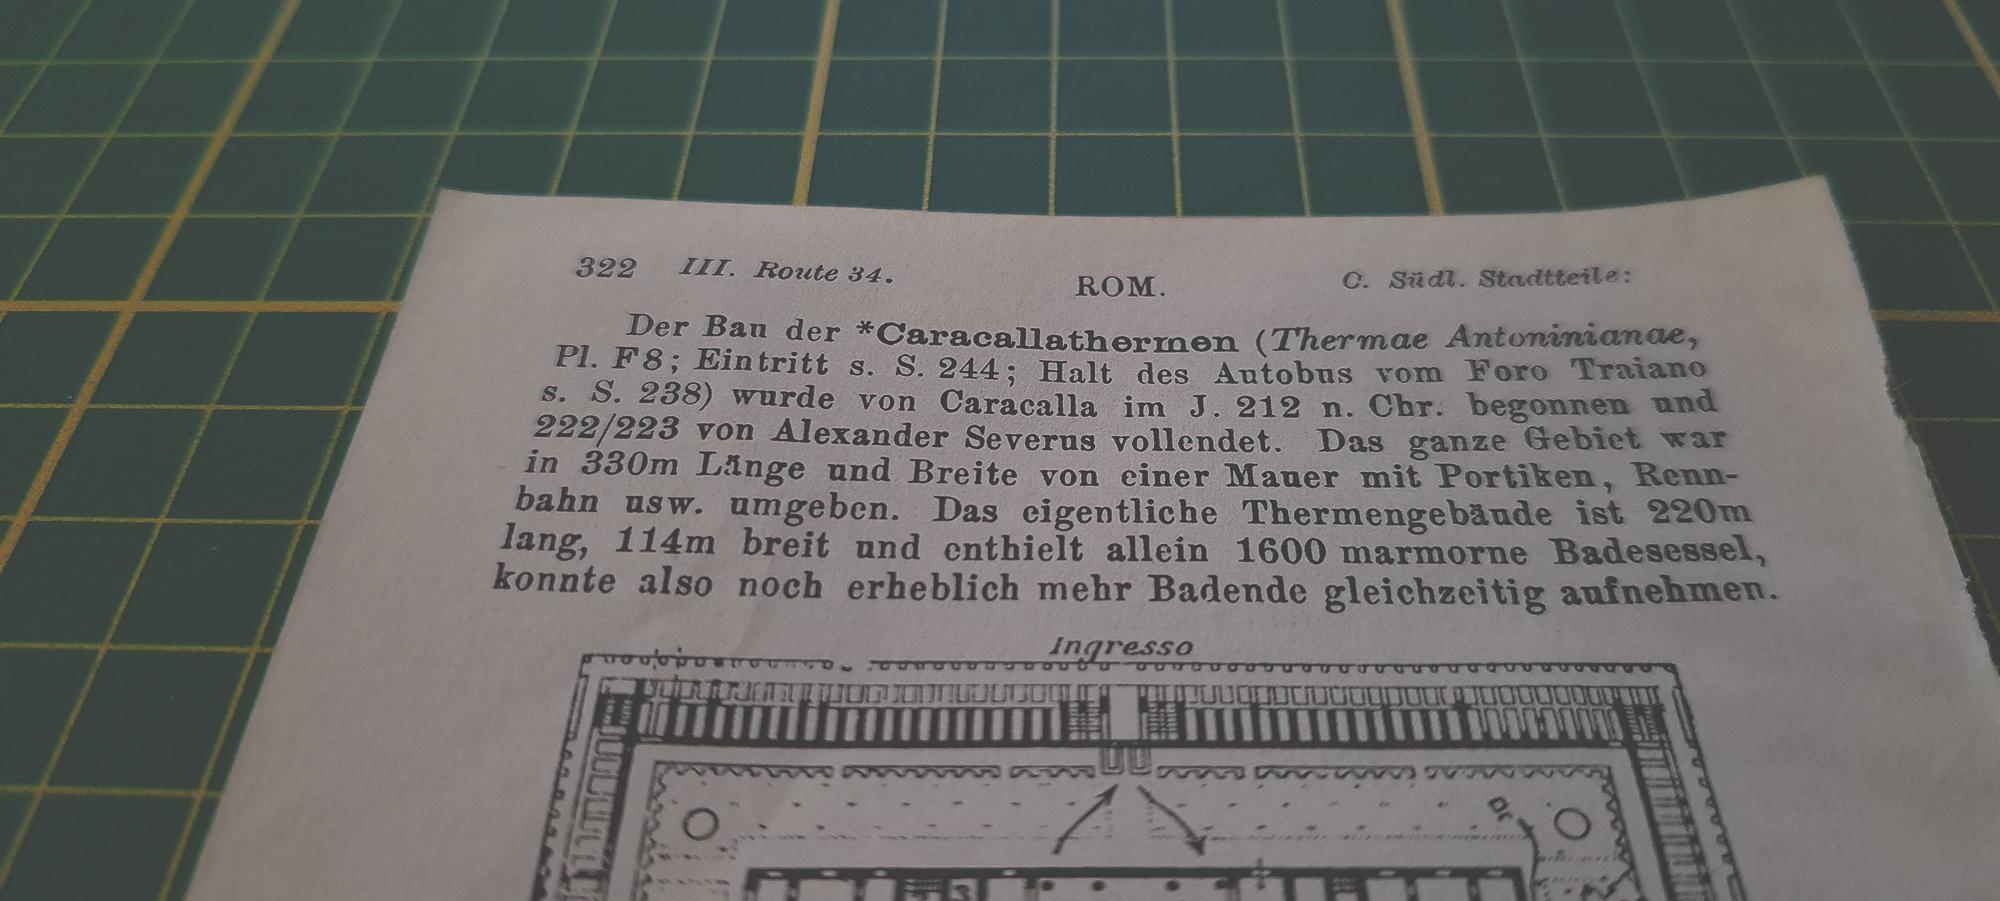 322 III. Route 34. ROM. C. Südl. Stadtteile:
Der Bau der *Caracallathermen (Thermae Antoninianae,
Pl. F 8; Eintritt s. S. 244; Halt des Autobus vom Foro Traiano
s. S. 238) wurde von Caracalla im J. 212 n. Chr. begonnen und
222/223 von Alexander Severus vollendet. Das ganze Gebiet war
in 330m Länge und Breite von einer Mauer mit Portiken, Renn-
bahn usw. umgeben. Das eigentliche Thermengebäude ist 220m
lang, 114m breit und enthielt allein 1600 marmorne Badesessel,
konnte also noch erheblich mehr Badende gleichzeitig aufnehmen.
Ingresso